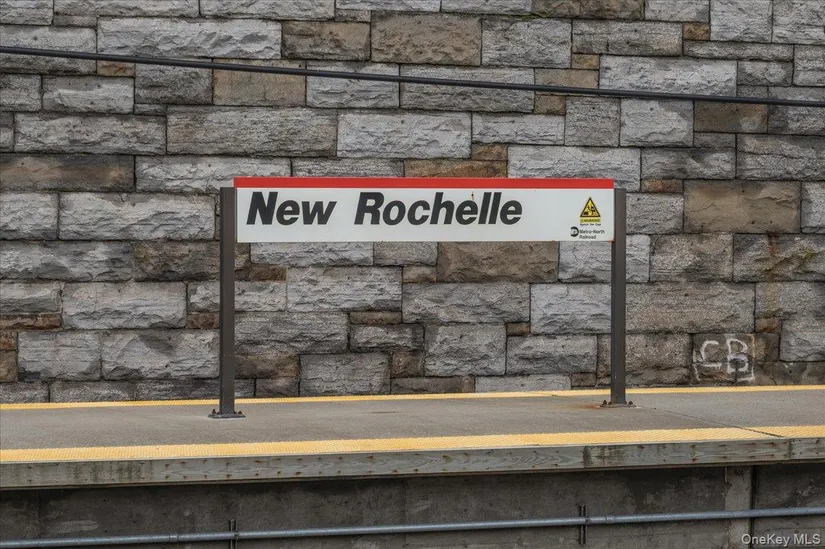 New Rochelle
Metro-North
Railroad
CB
OneKey MLS